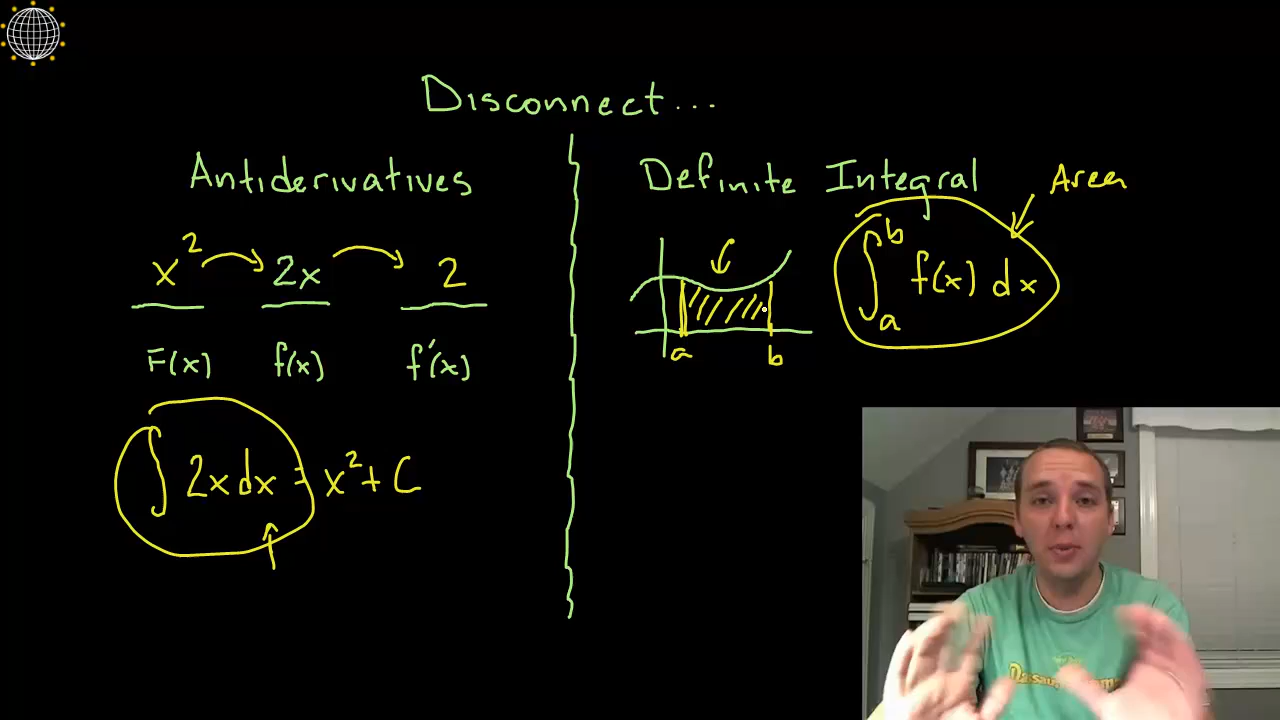 Disconnect...
Antiderivatives
x² 2x 2
F(x) f(x) f'(x)
∫ 2x dx = x² + C
Definite Integral
Area
∫ₐᵇ f(x) dx
a b